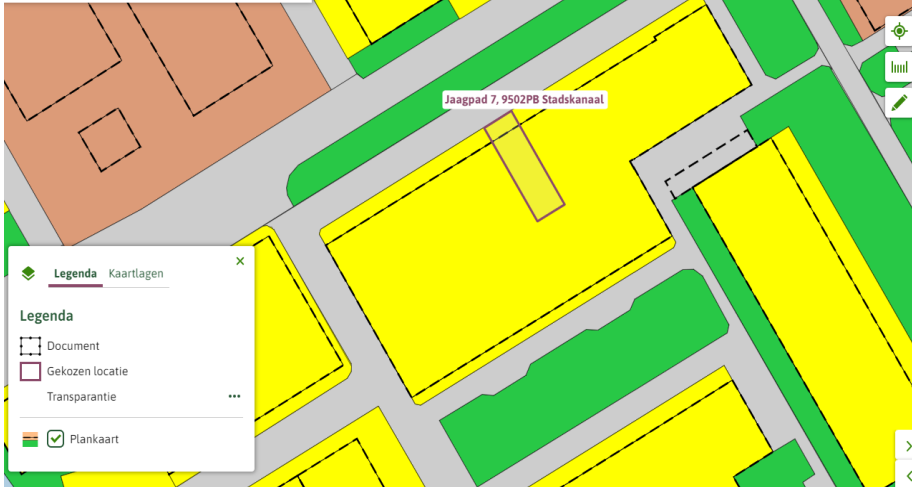 Jaagpad 7, 9502PB Stadskanaal
Legenda Kaartlagen
Legenda
Document
Gekozen locatie
Transparantie
Plankaart